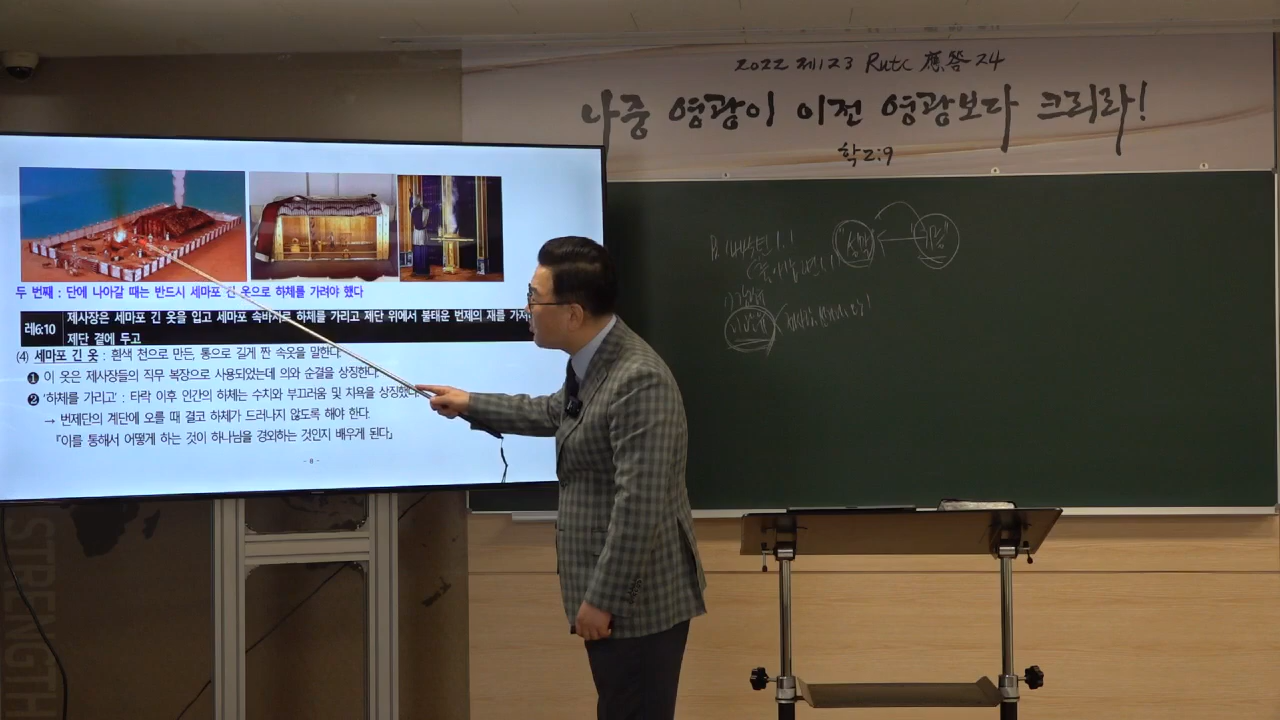 2022 제123 Rutc 應答 24
나중 영광이 이전 영광보다 크리라!
학2:9
두 번째 : 단에 나아갈 때는 반드시 세마포 긴 옷으로 하체를 가려야 했다
레6:10
제사장은 세마포 긴 옷을 입고 세마포 속바지로 하체를 가리고 제단 위에서 불태운 번제의 재를 가져
제단 곁에 두고
(4) 세마포 긴 옷 : 흰색 천으로 만든, 통으로 길게 짠 속옷을 말한다.
❶ 이 옷은 제사장들의 직무 복장으로 사용되었는데 의와 순결을 상징한다.
❷ '하체를 가리고' : 타락 이후 인간의 하체는 수치와 부끄러움 및 치욕을 상징했다.
→ 번제단의 계단에 오를 때 결코 하체가 드러나지 않도록 해야 한다.
『이를 통해서 어떻게 하는 것이 하나님을 경외하는 것인지 배우게 된다』
- 8 -
STRENGTH